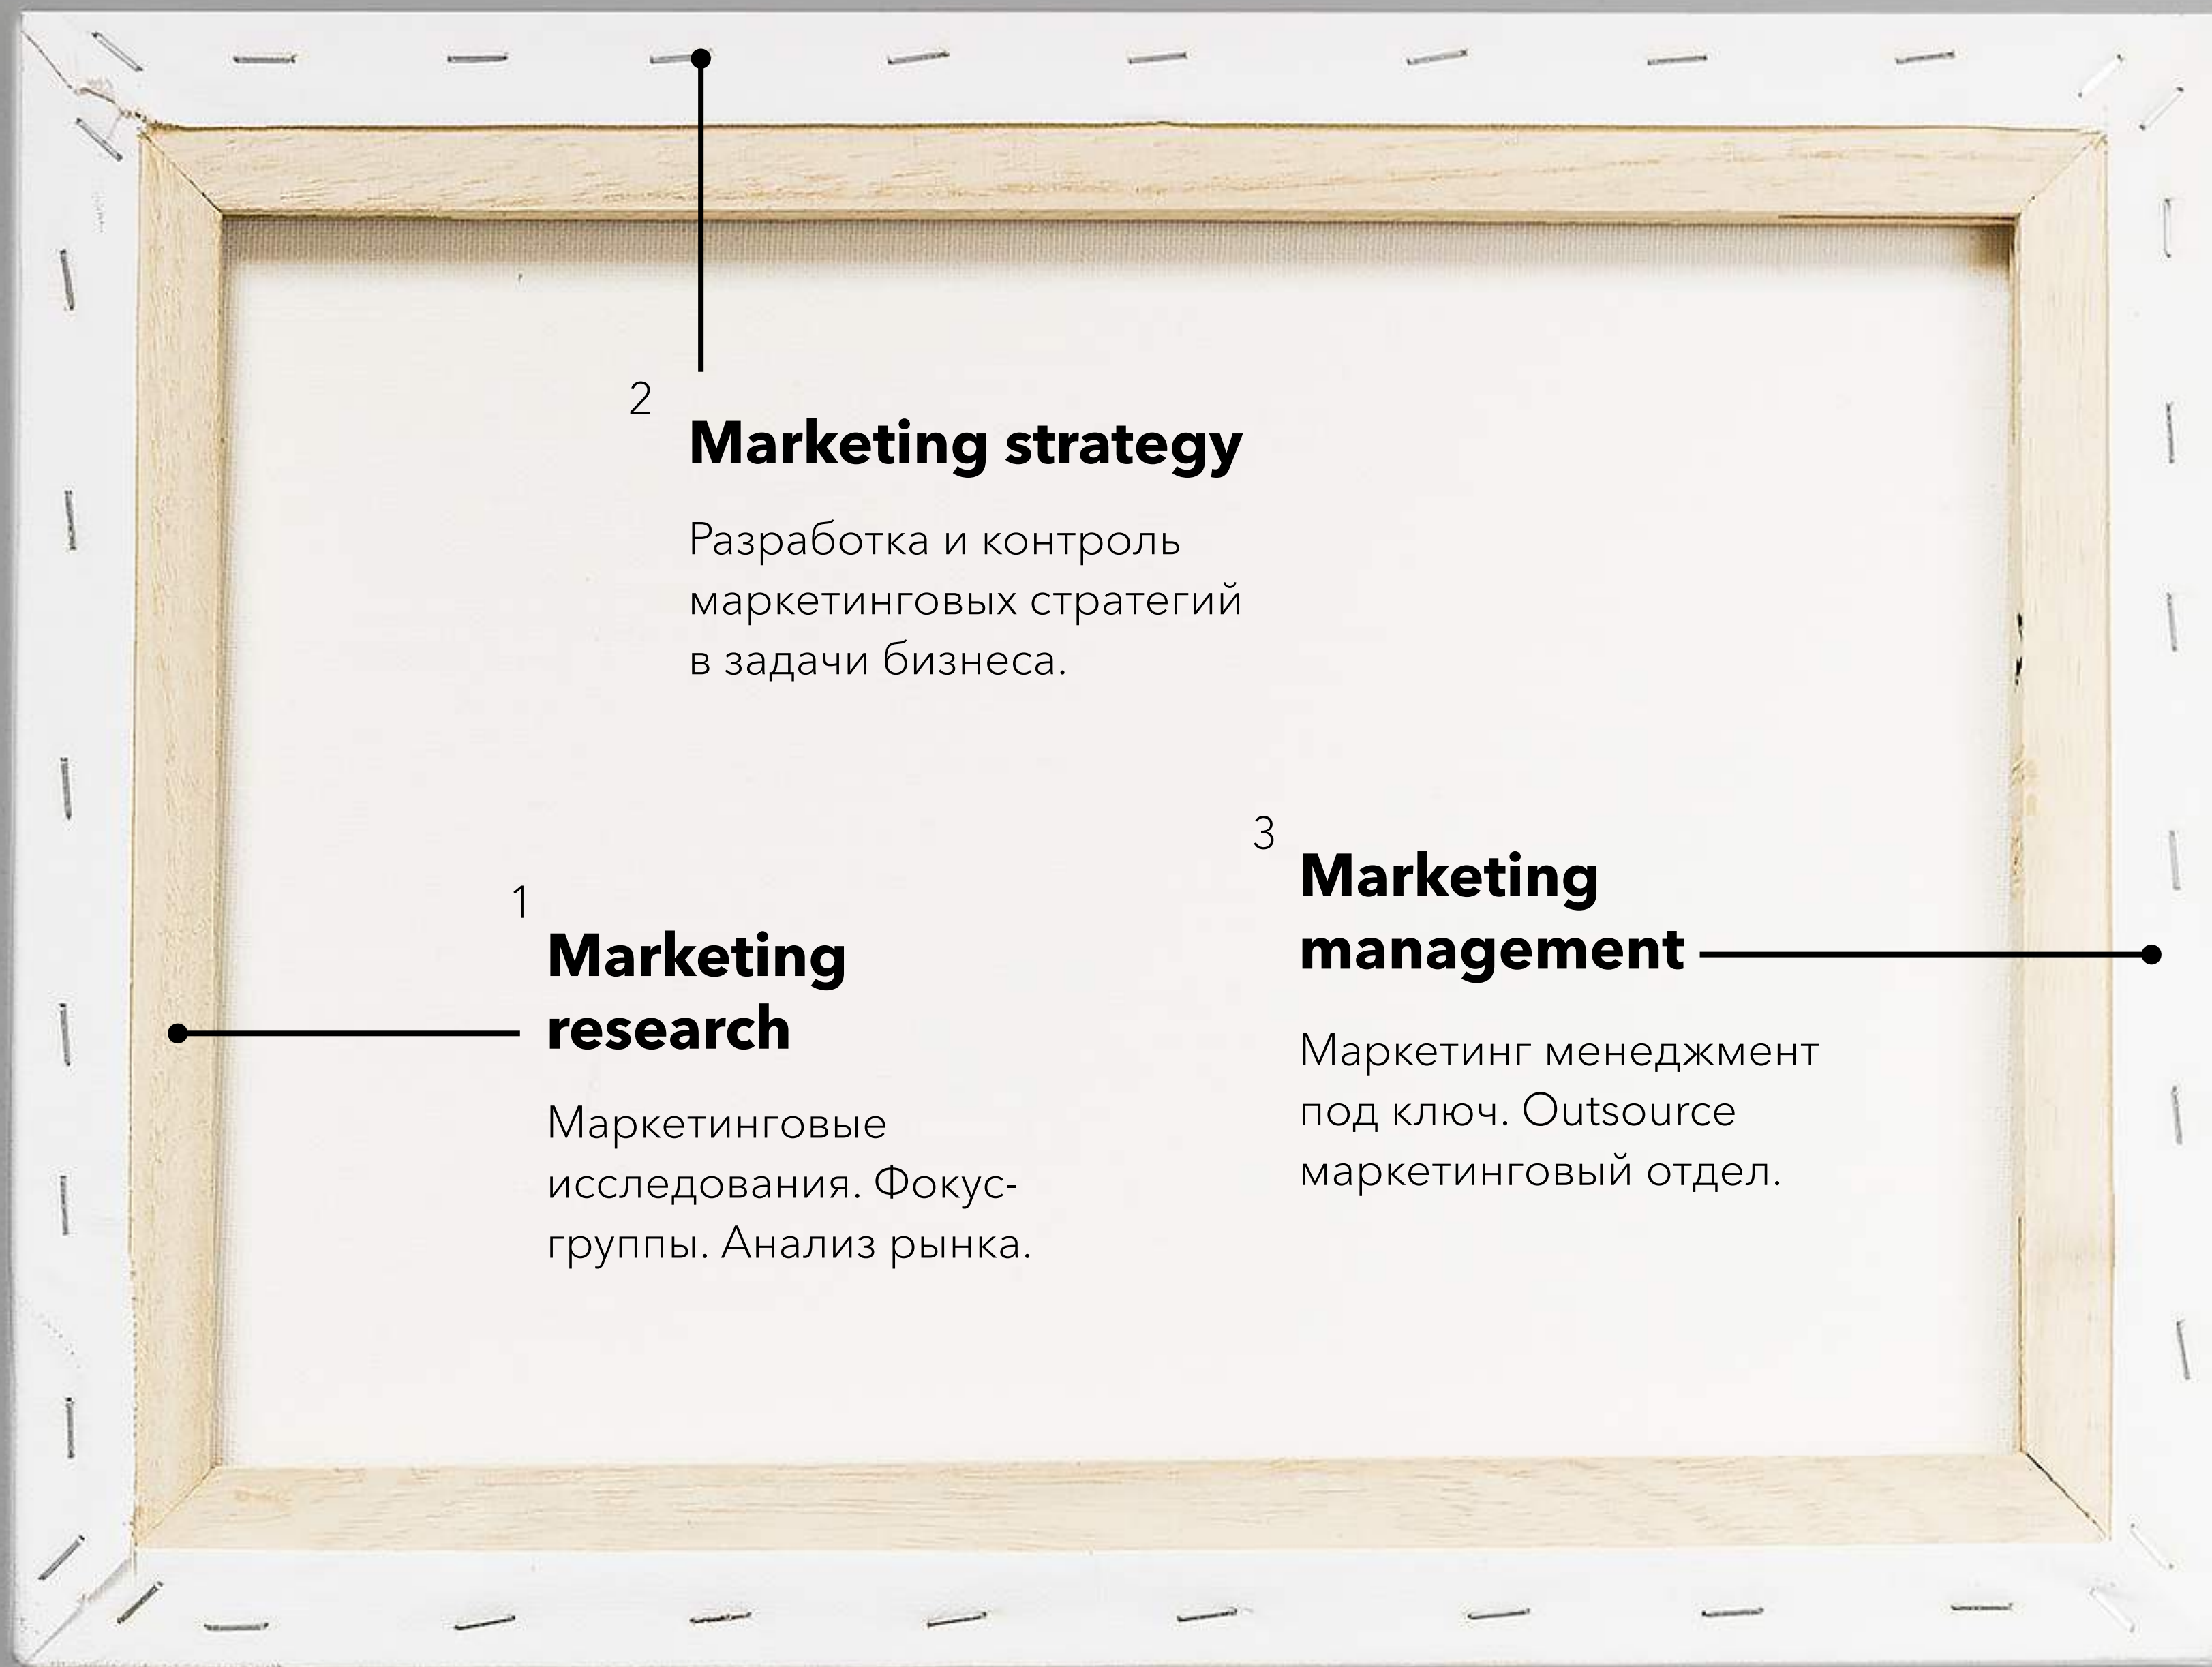 2
Marketing strategy
Разработка и контроль
маркетинговых стратегий
в задачи бизнеса.
1
Marketing
research
Маркетинговые
исследования. Фокус-
группы. Анализ рынка.
3
Marketing
management
Маркетинг менеджмент
под ключ. Outsource
маркетинговый отдел.